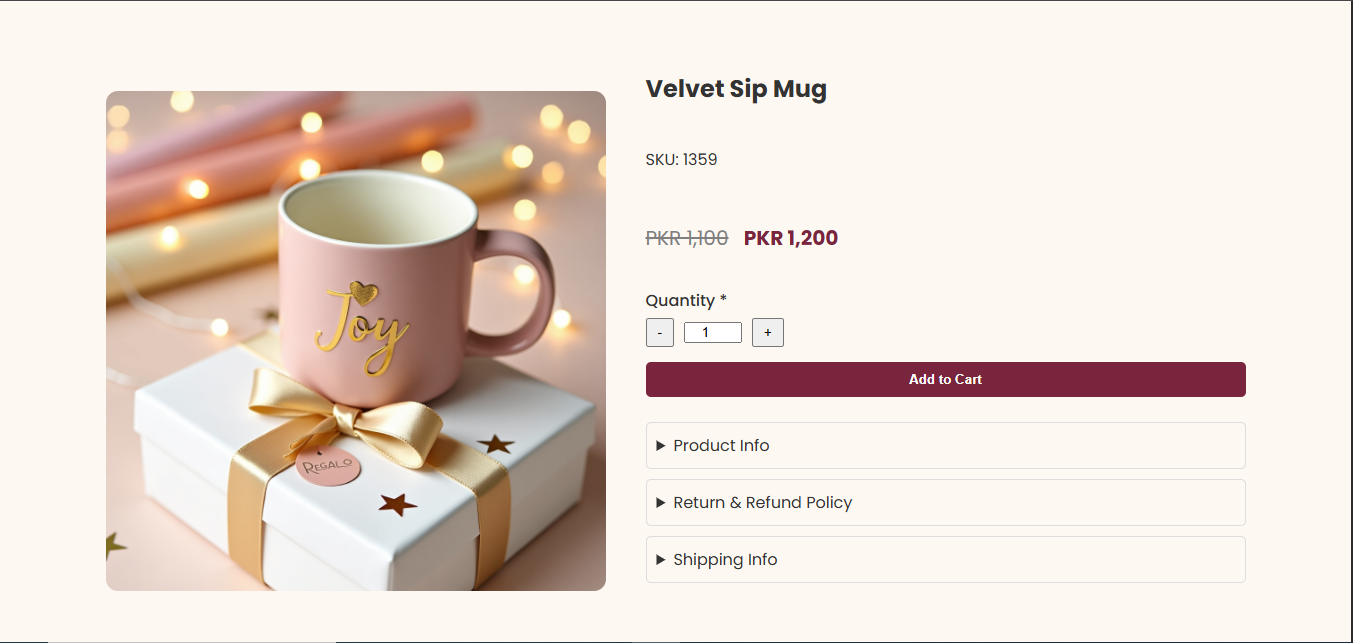 Velvet Sip Mug
SKU: 1359
PKR 1,100 PKR 1,200
Quantity *
- 1 +
Add to Cart
Product Info
Return & Refund Policy
Shipping Info
Joy
REGALO